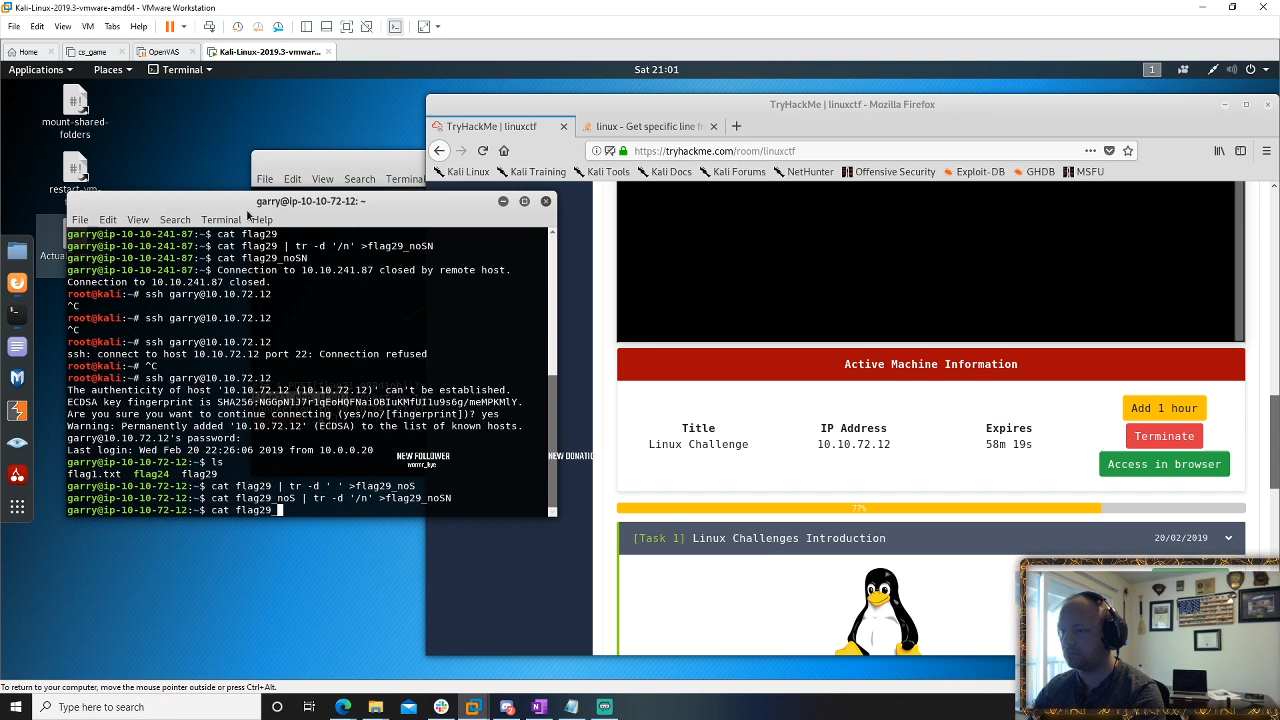 Kali-Linux-2019.3-vmware-amd64 - VMware Workstation
File Edit View VM Tabs Help
Home cs_game OpenVAS Kali-Linux-2019.3-vmwar...
Applications Places Terminal Sat 21:01 1
mount-shared-
folders
restart-vm-
Actua
File Edit View Search Terminal
garry@ip-10-10-72-12: ~
File Edit View Search Terminal Help
garry@ip-10-10-241-87:~$ cat flag29
garry@ip-10-10-241-87:~$ cat flag29 | tr -d '/n' >flag29_noSN
garry@ip-10-10-241-87:~$ cat flag29_noSN
garry@ip-10-10-241-87:~$ Connection to 10.10.241.87 closed by remote host.
Connection to 10.10.241.87 closed.
root@kali:~# ssh garry@10.10.72.12
^C
root@kali:~# ssh garry@10.10.72.12
^C
root@kali:~# ssh garry@10.10.72.12
ssh: connect to host 10.10.72.12 port 22: Connection refused
root@kali:~# ^C
root@kali:~# ssh garry@10.10.72.12
The authenticity of host '10.10.72.12 (10.10.72.12)' can't be established.
ECDSA key fingerprint is
Are you sure you want to continue connecting (yes/no/[fingerprint])? yes
Warning: Permanently added '10.10.72.12' (ECDSA) to the list of known hosts.
garry@10.10.72.12's password:
Last login: Wed Feb 20 22:26:06 2019 from 10.0.0.20
garry@ip-10-10-72-12:~$ ls
flag1.txt flag24 flag29
garry@ip-10-10-72-12:~$ cat flag29 | tr -d ' ' >flag29_noS
garry@ip-10-10-72-12:~$ cat flag29_noS | tr -d '/n' >flag29_noSN
garry@ip-10-10-72-12:~$ cat flag29_
NEW FOLLOWER
NEW DONATIO
TryHackMe | linuxctf - Mozilla Firefox
TryHackMe | linuxctf linux - Get specific line fr
https://tryhackme.com/room/linuxctf
Kali Linux Kali Training Kali Tools Kali Docs Kali Forums NetHunter Offensive Security Exploit-DB GHDB MSFU
Active Machine Information
Title IP Address Expires
Linux Challenge 10.10.72.12 58m 19s
Add 1 hour
Terminate
Access in browser
77%
[Task 1] Linux Challenges Introduction 20/02/2019
To return to your computer, move the mouse pointer outside or press Ctrl+Alt.
Type here to search